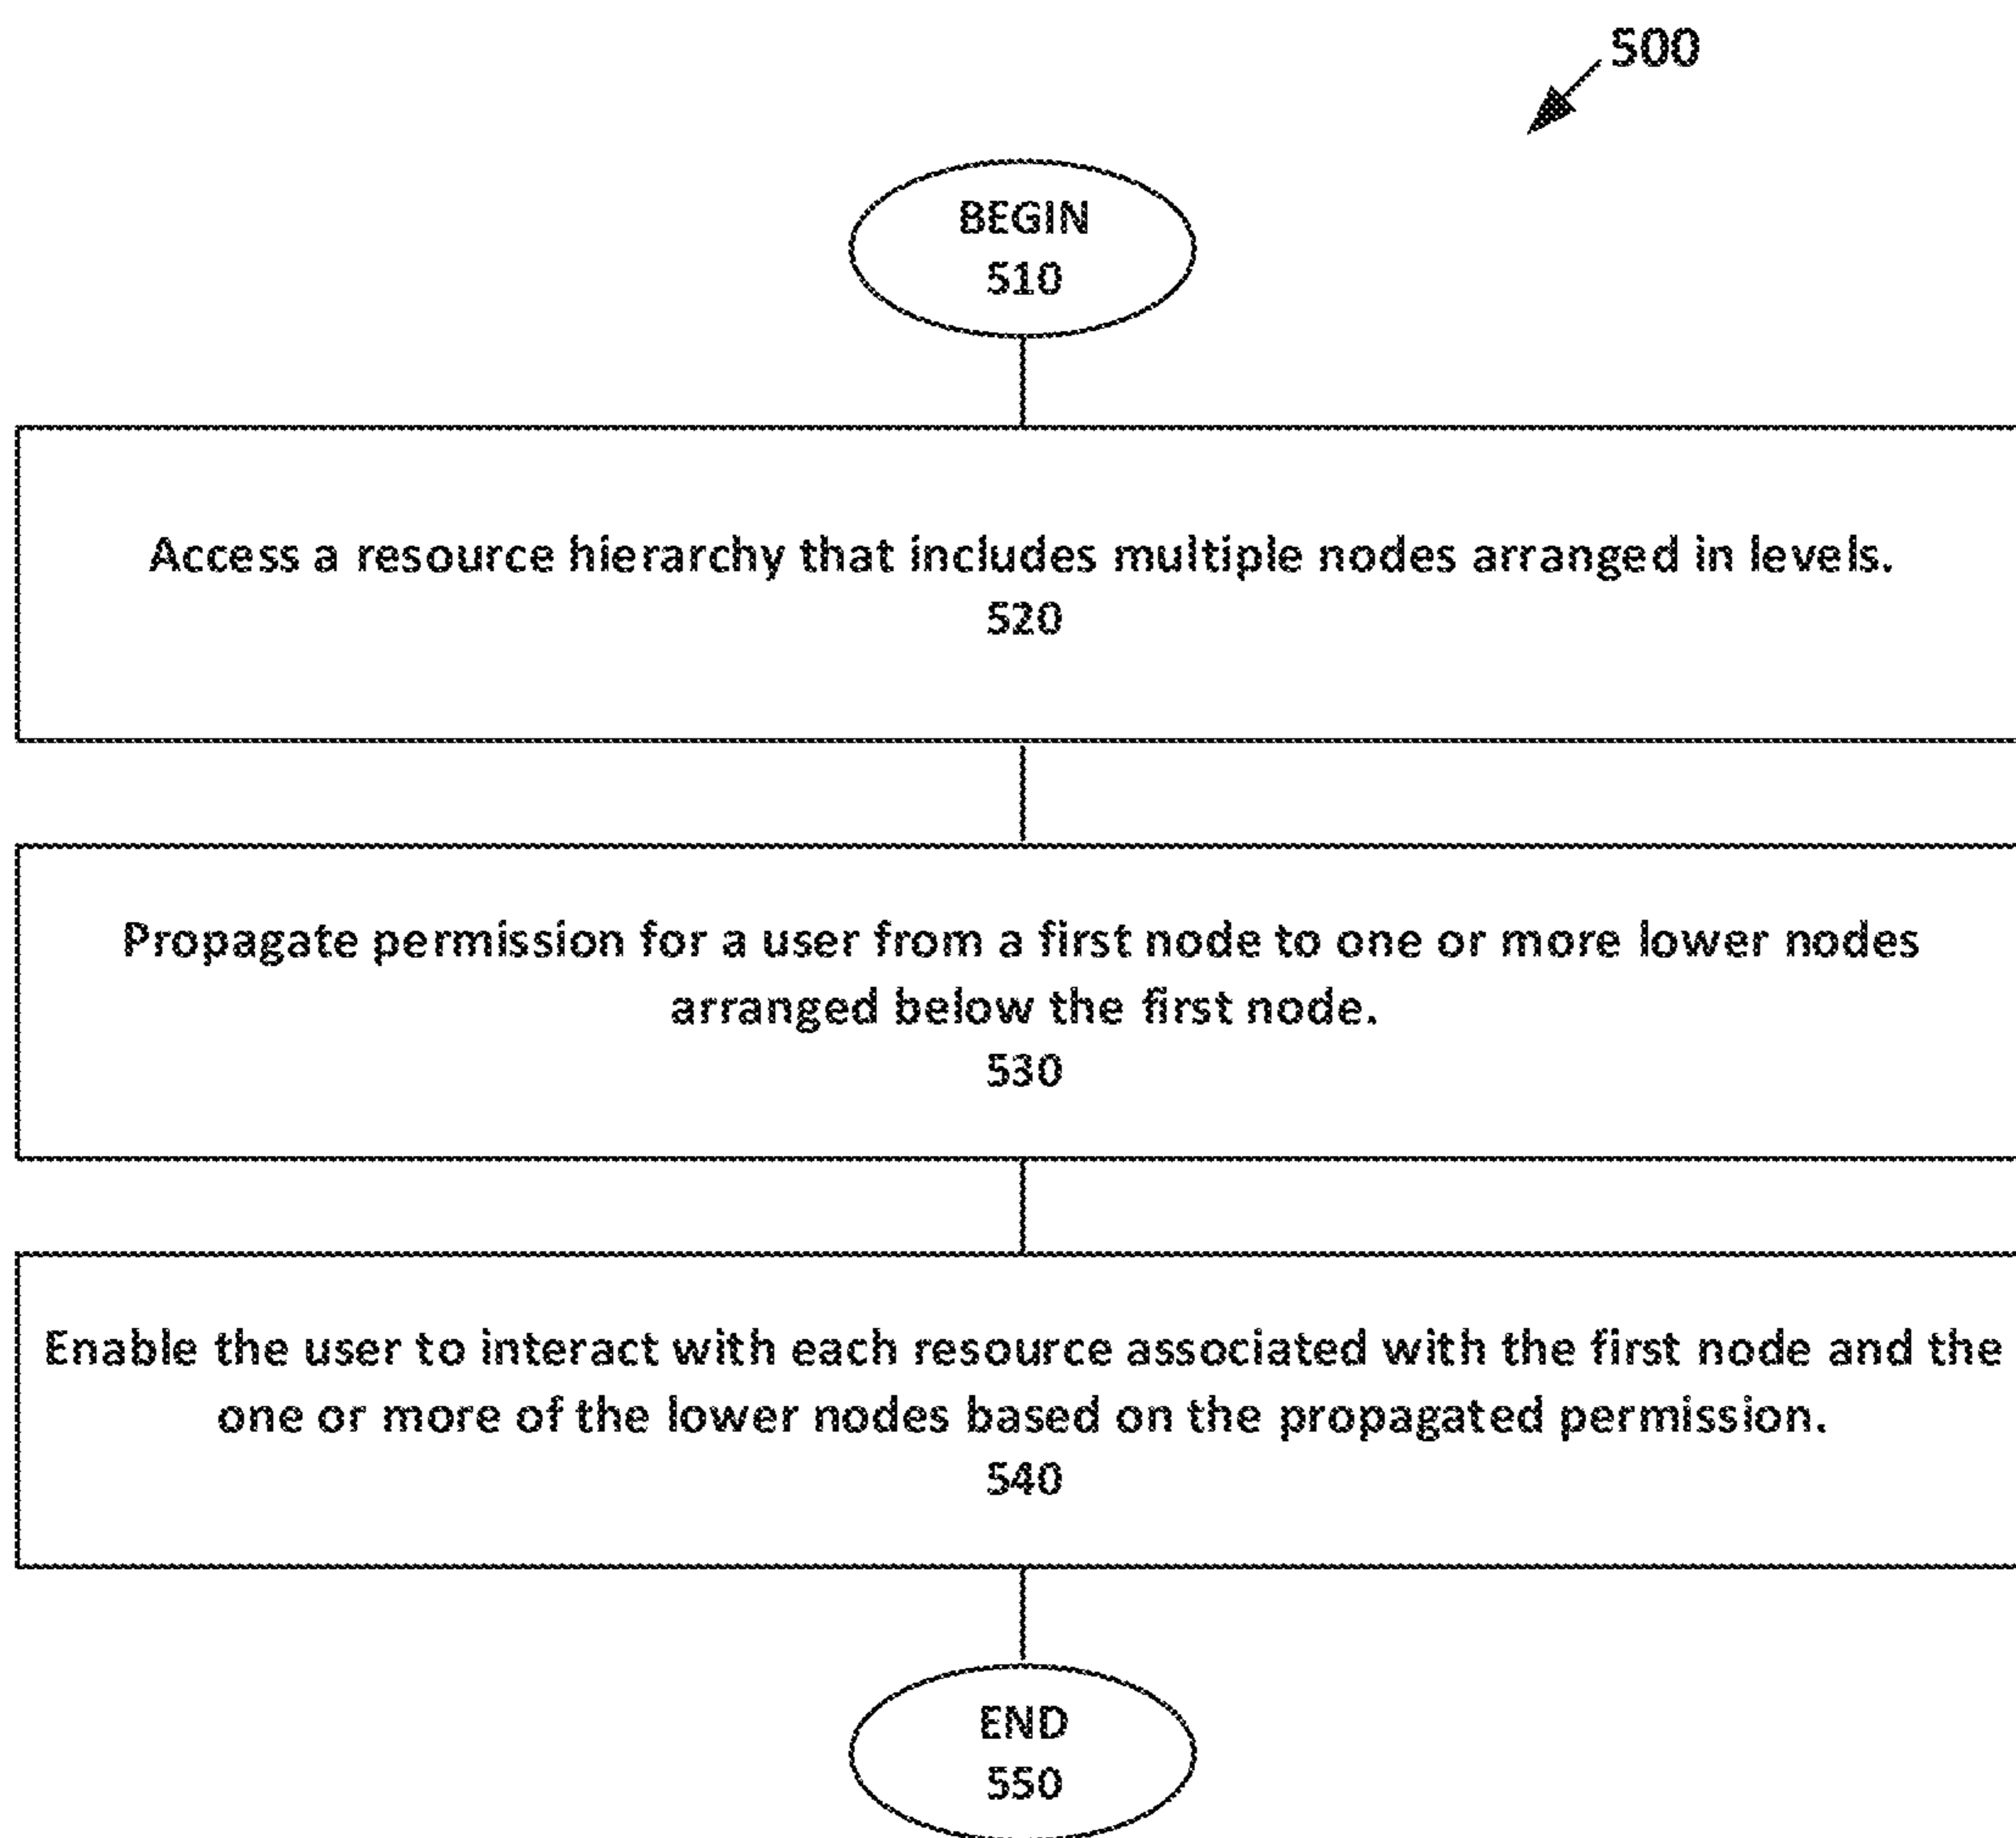 500
BEGIN
510
Access a resource hierarchy that includes multiple nodes arranged in levels.
520
Propagate permission for a user from a first node to one or more lower nodes
arranged below the first node.
530
Enable the user to interact with each resource associated with the first node and the
one or more of the lower nodes based on the propagated permission.
540
END
550